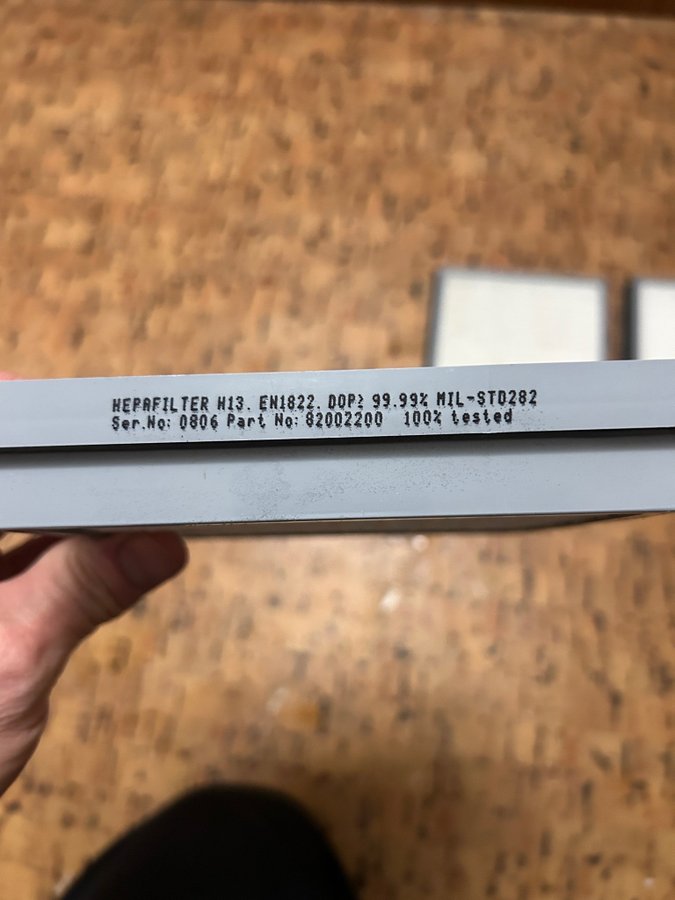 HEPAFILTER H13. EN1822. DOP≥ 99.99% MIL-STD282
Ser.No: 0806 Part No: 82002200 100% tested